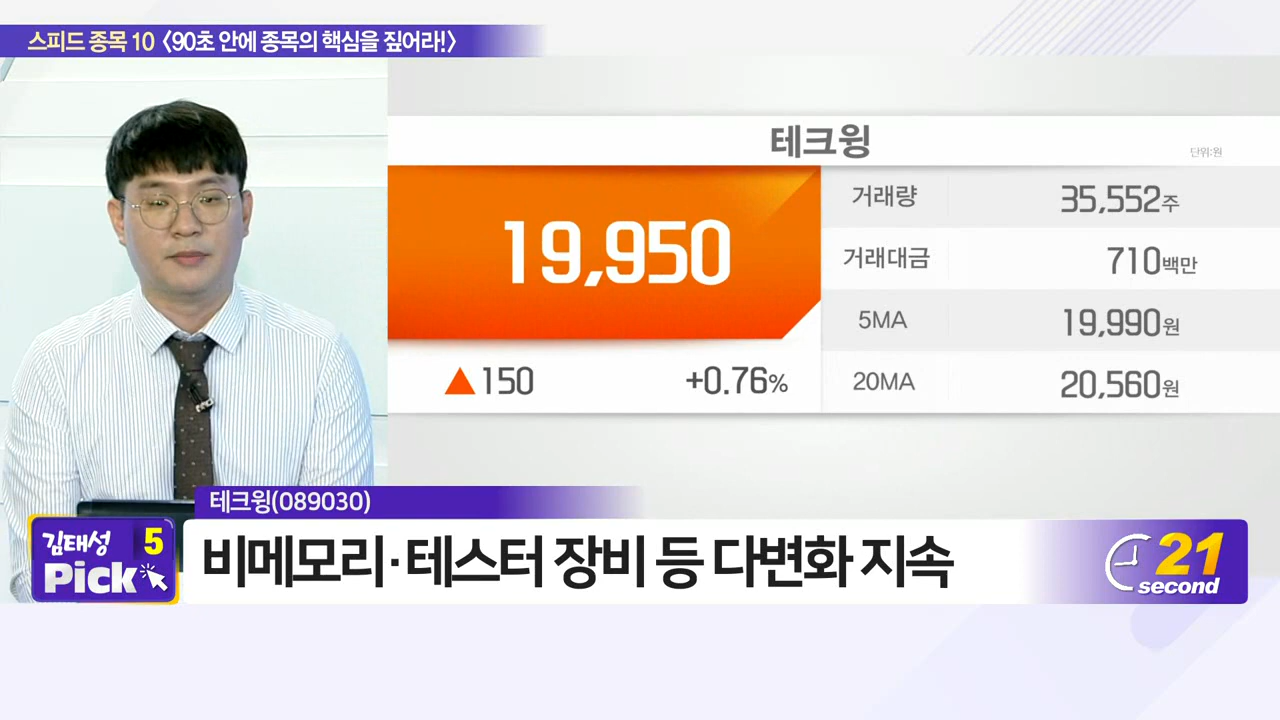 스피드 종목 10 <90초 안에 종목의 핵심을 짚어라!>
테크윙
단위:원
19,950
▲150 +0.76%
거래량 35,552주
거래대금 710백만
5MA 19,990원
20MA 20,560원
테크윙(089030)
김태성 5
Pick
비메모리·테스터 장비 등 다변화 지속
21
second